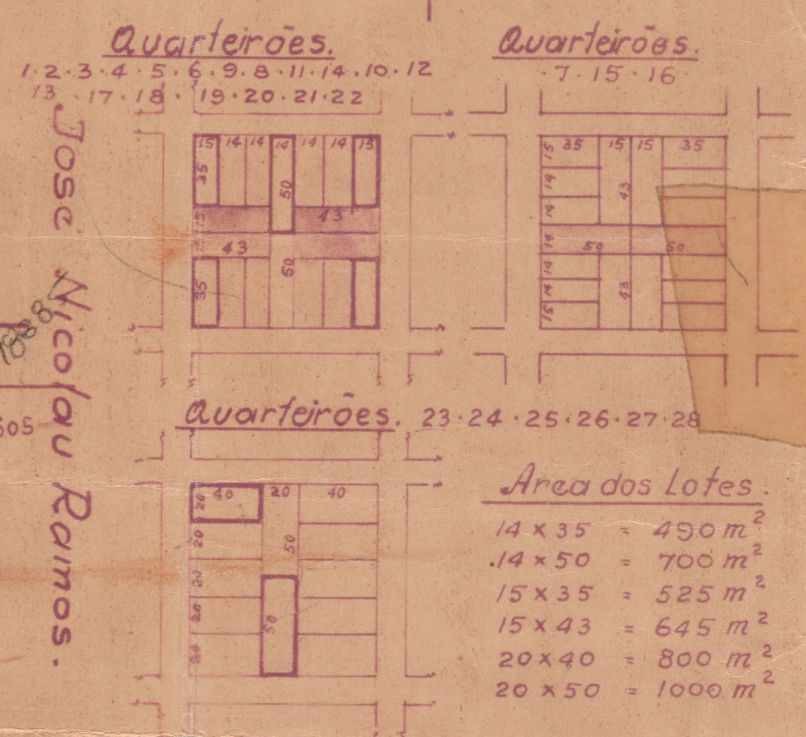 Quarteirões.
1·2·3·4·5·6·9·8·11·14·10·12
13·17·18·19·20·21·22
15 14 14 14 14 14 15
35
50
15 43
15 43
50
35
Quarteirões.
7·15·16
15 35 15 15 35
14
14 43
14 50 50
14
14 43
15
José Nicolau Ramos.
Quarteirões. 23·24·25·26·27·28
20 40 20 40
20 50
20
20 50
20
Area dos Lotes.
14 x 35 = 490 m²
14 x 50 = 700 m²
15 x 35 = 525 m²
15 x 43 = 645 m²
20 x 40 = 800 m²
20 x 50 = 1000 m²